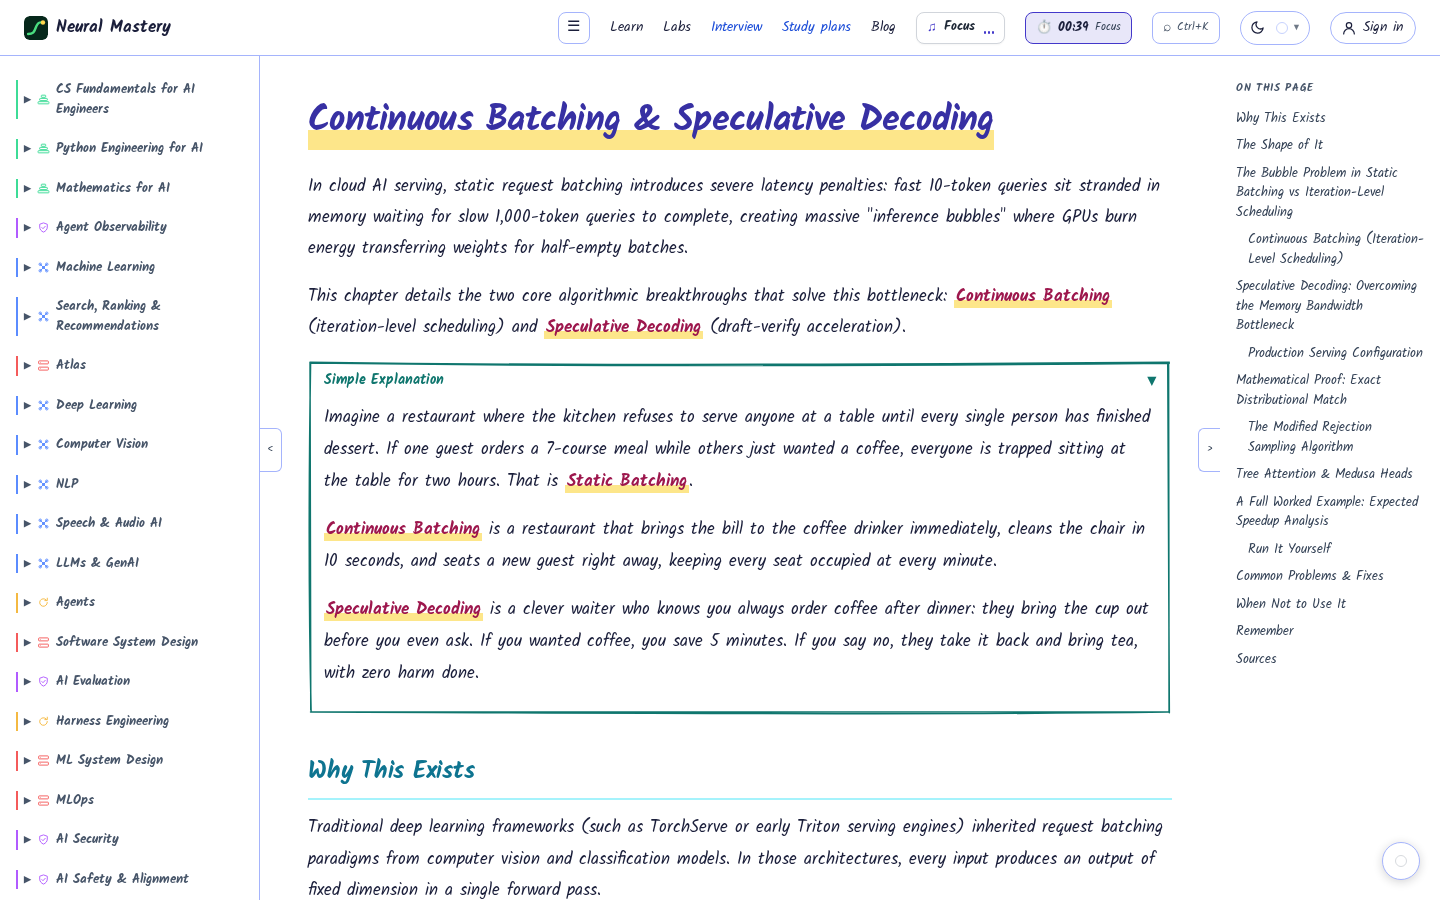 Neural Mastery
☰ Learn Labs Interview Study plans Blog ♫ Focus ... ⏱ 00:39 Focus ⌕ Ctrl+K ▾ Sign in
▶ CS Fundamentals for AI
Engineers
▶ Python Engineering for AI
▶ Mathematics for AI
▶ Agent Observability
▶ Machine Learning
▶ Search, Ranking &
Recommendations
▶ Atlas
▶ Deep Learning
▶ Computer Vision
▶ NLP
▶ Speech & Audio AI
▶ LLMs & GenAI
▶ Agents
▶ Software System Design
▶ AI Evaluation
▶ Harness Engineering
▶ ML System Design
▶ MLOps
▶ AI Security
▶ AI Safety & Alignment
<
Continuous Batching & Speculative Decoding
In cloud AI serving, static request batching introduces severe latency penalties: fast 10-token queries sit stranded in
memory waiting for slow 1,000-token queries to complete, creating massive "inference bubbles" where GPUs burn
energy transferring weights for half-empty batches.
This chapter details the two core algorithmic breakthroughs that solve this bottleneck: Continuous Batching
(iteration-level scheduling) and Speculative Decoding (draft-verify acceleration).
Simple Explanation ▼
Imagine a restaurant where the kitchen refuses to serve anyone at a table until every single person has finished
dessert. If one guest orders a 7-course meal while others just wanted a coffee, everyone is trapped sitting at
the table for two hours. That is Static Batching.
Continuous Batching is a restaurant that brings the bill to the coffee drinker immediately, cleans the chair in
10 seconds, and seats a new guest right away, keeping every seat occupied at every minute.
Speculative Decoding is a clever waiter who knows you always order coffee after dinner: they bring the cup out
before you even ask. If you wanted coffee, you save 5 minutes. If you say no, they take it back and bring tea,
with zero harm done.
Why This Exists
Traditional deep learning frameworks (such as TorchServe or early Triton serving engines) inherited request batching
paradigms from computer vision and classification models. In those architectures, every input produces an output of
fixed dimension in a single forward pass.
>
ON THIS PAGE
Why This Exists
The Shape of It
The Bubble Problem in Static
Batching vs Iteration-Level
Scheduling
Continuous Batching (Iteration-
Level Scheduling)
Speculative Decoding: Overcoming
the Memory Bandwidth
Bottleneck
Production Serving Configuration
Mathematical Proof: Exact
Distributional Match
The Modified Rejection
Sampling Algorithm
Tree Attention & Medusa Heads
A Full Worked Example: Expected
Speedup Analysis
Run It Yourself
Common Problems & Fixes
When Not to Use It
Remember
Sources